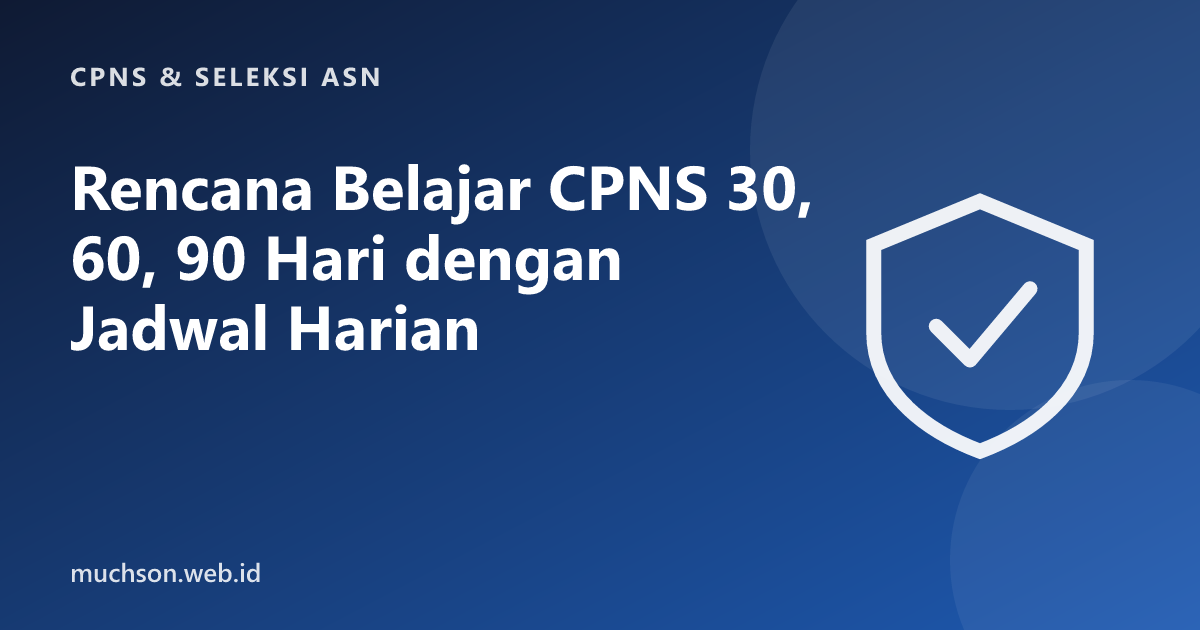 CPNS & SELEKSI ASN
Rencana Belajar CPNS 30,
60, 90 Hari dengan
Jadwal Harian
muchson.web.id